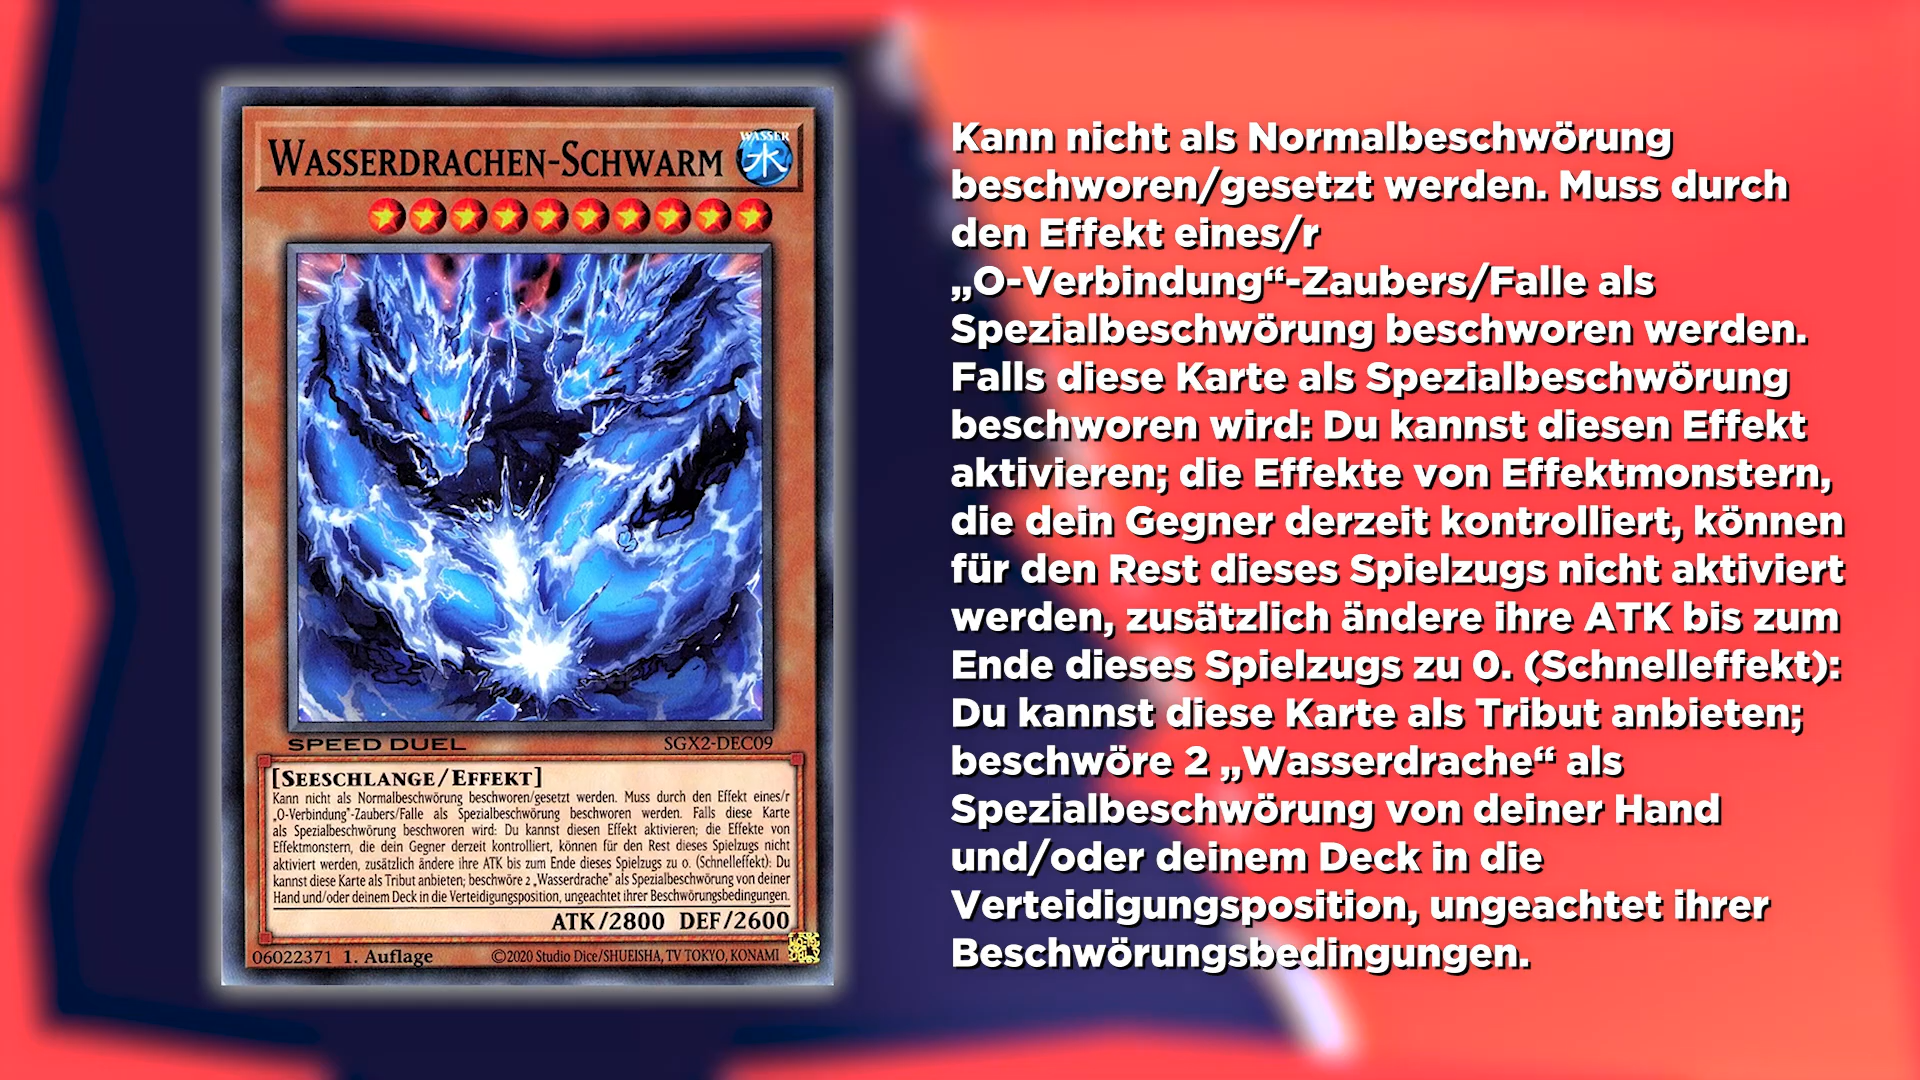 WASSERDRACHEN-SCHWARM
WASSER
水
SPEED DUEL
SGX2-DEC09
[SEESCHLANGE/EFFEKT]
Kann nicht als Normalbeschwörung beschworen/gesetzt werden. Muss durch den Effekt eines/r
„O-Verbindung“-Zaubers/Falle als Spezialbeschwörung beschworen werden. Falls diese Karte
als Spezialbeschwörung beschworen wird: Du kannst diesen Effekt aktivieren; die Effekte von
Effektmonstern, die dein Gegner derzeit kontrolliert, können für den Rest dieses Spielzugs nicht
aktiviert werden, zusätzlich ändere ihre ATK bis zum Ende dieses Spielzugs zu 0. (Schnelleffekt): Du
kannst diese Karte als Tribut anbieten; beschwöre 2 „Wasserdrache“ als Spezialbeschwörung von deiner
Hand und/oder deinem Deck in die Verteidigungsposition, ungeachtet ihrer Beschwörungsbedingungen.
ATK/2800 DEF/2600
06022371 1. Auflage
©2020 Studio Dice/SHUEISHA, TV TOKYO, KONAMI
Kann nicht als Normalbeschwörung
beschworen/gesetzt werden. Muss durch
den Effekt eines/r
„O-Verbindung“-Zaubers/Falle als
Spezialbeschwörung beschworen werden.
Falls diese Karte als Spezialbeschwörung
beschworen wird: Du kannst diesen Effekt
aktivieren; die Effekte von Effektmonstern,
die dein Gegner derzeit kontrolliert, können
für den Rest dieses Spielzugs nicht aktiviert
werden, zusätzlich ändere ihre ATK bis zum
Ende dieses Spielzugs zu 0. (Schnelleffekt):
Du kannst diese Karte als Tribut anbieten;
beschwöre 2 „Wasserdrache“ als
Spezialbeschwörung von deiner Hand
und/oder deinem Deck in die
Verteidigungsposition, ungeachtet ihrer
Beschwörungsbedingungen.